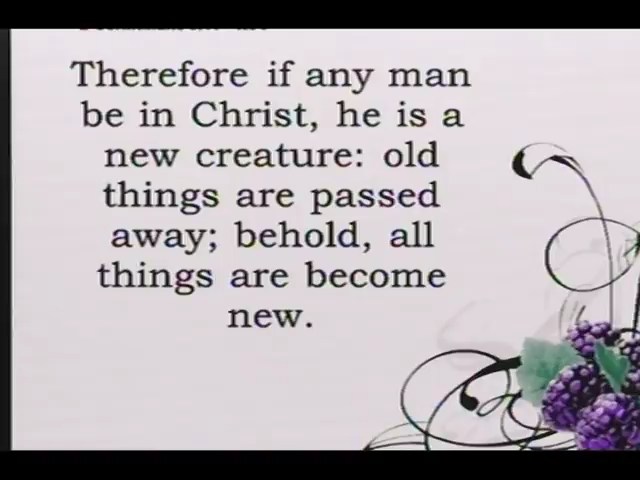 Therefore if any man
be in Christ, he is a
new creature: old
things are passed
away; behold, all
things are become
new.